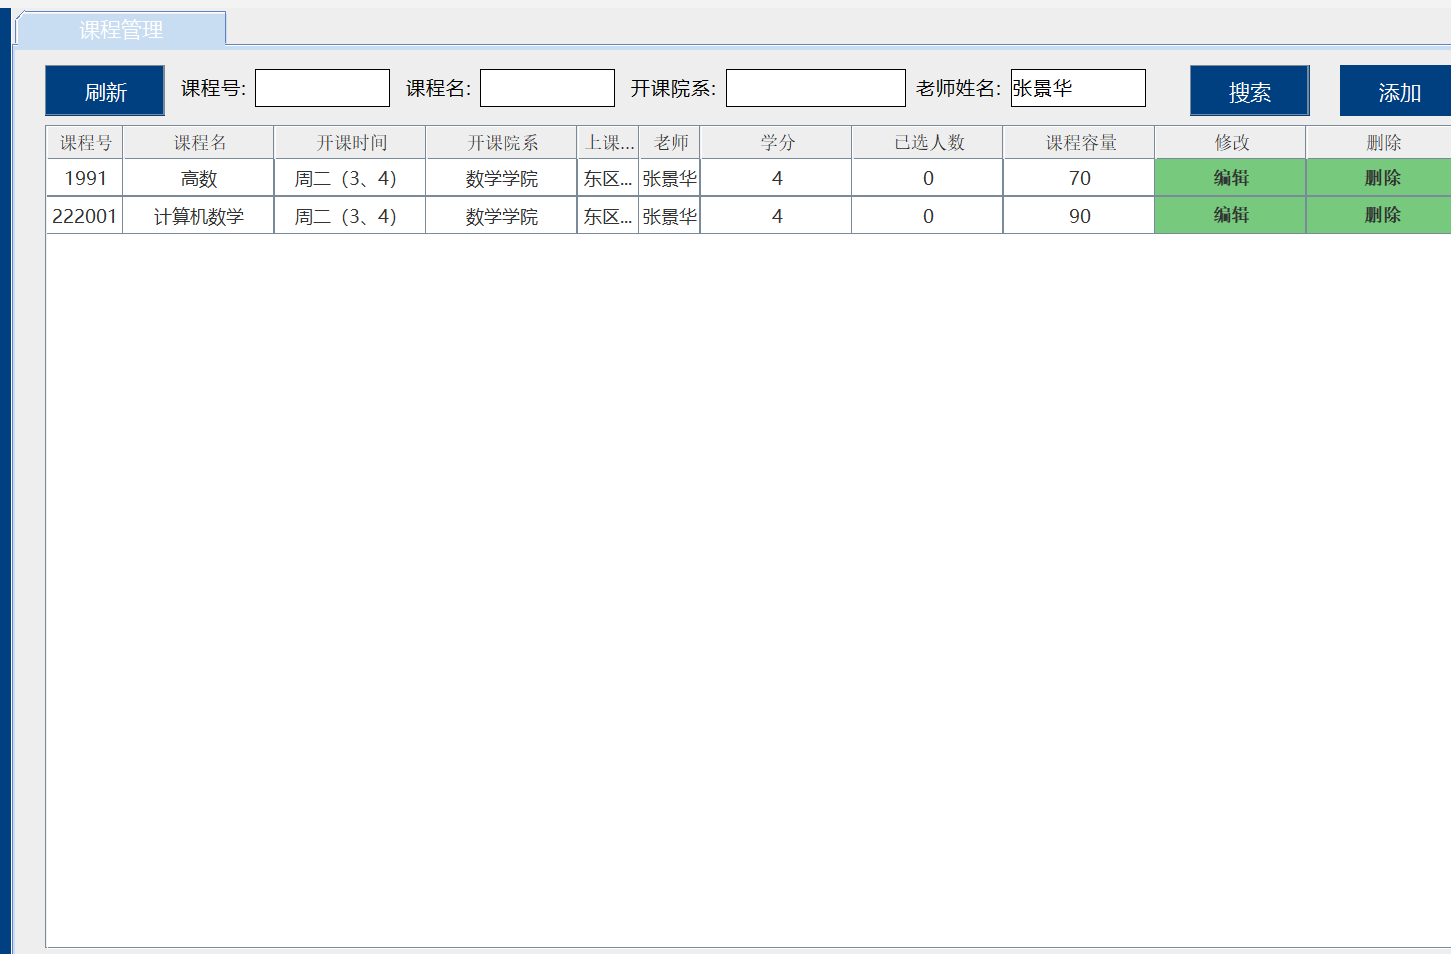 课程管理
刷新 课程号: 课程名: 开课院系: 老师姓名: 张景华 搜索 添加
课程号 课程名 开课时间 开课院系 上课... 老师 学分 已选人数 课程容量 修改 删除
1991 高数 周二（3、4） 数学学院 东区... 张景华 4 0 70 编辑 删除
222001 计算机数学 周二（3、4） 数学学院 东区... 张景华 4 0 90 编辑 删除